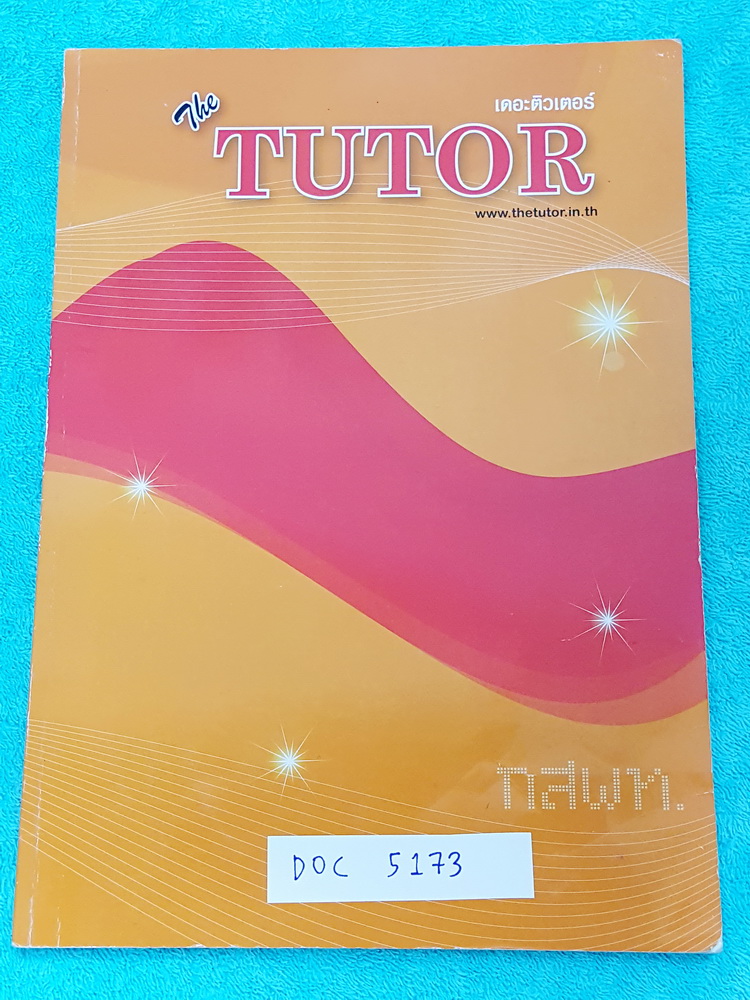 The
เดอะติวเตอร์
TUTOR
www.thetutor.in.th
กสพท.
DOC 5173